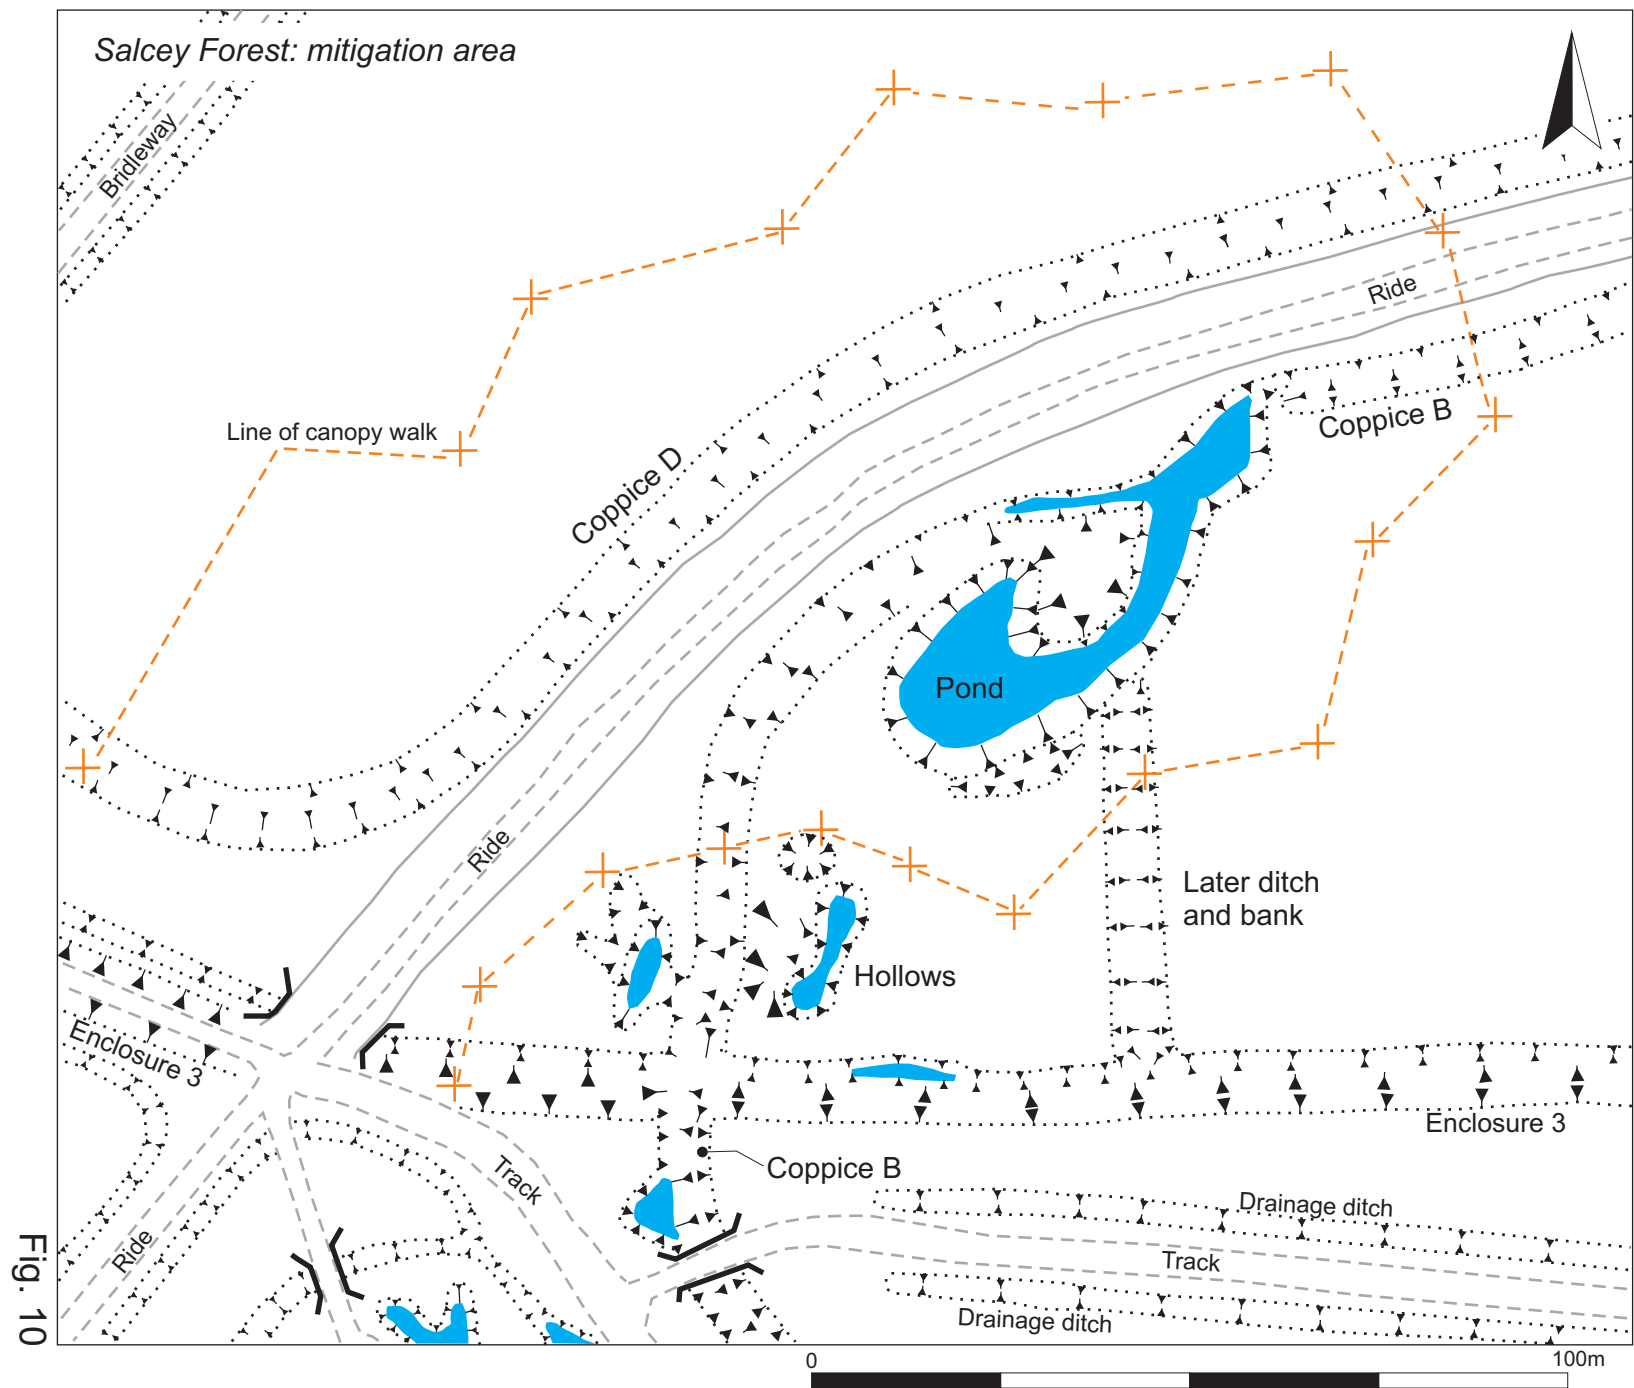 Salcey Forest: mitigation area
Bridleway
Ride
Line of canopy walk
Coppice B
Coppice D
Pond
Ride
Later ditch
and bank
Hollows
Enclosure 3
Enclosure 3
Coppice B
Track
Drainage ditch
Ride
Track
Drainage ditch
Fig. 10
0
100m